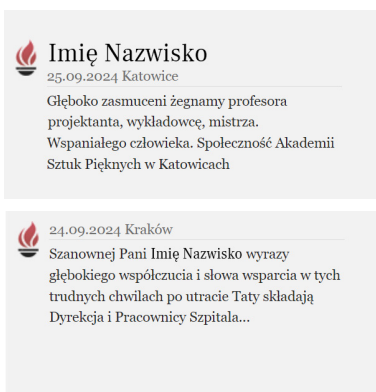 Imię Nazwisko
25.09.2024 Katowice
Głęboko zasmuceni żegnamy profesora
projektanta, wykładowcę, mistrza.
Wspaniałego człowieka. Społeczność Akademii
Sztuk Pięknych w Katowicach
24.09.2024 Kraków
Szanownej Pani Imię Nazwisko wyrazy
głębokiego współczucia i słowa wsparcia w tych
trudnych chwilach po utracie Taty składają
Dyrekcja i Pracownicy Szpitala...